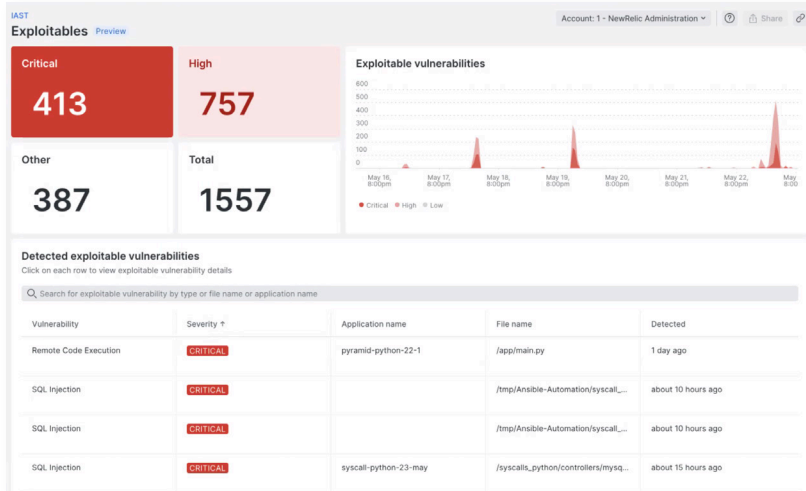 IAST
Exploitables Preview
Account: 1 - NewRelic Administration
Share
Critical
413
High
757
Other
387
Total
1557
Exploitable vulnerabilities
600
500
400
300
200
100
0
May 16, 8:00pm
May 17, 8:00pm
May 18, 8:00pm
May 19, 8:00pm
May 20, 8:00pm
May 21, 8:00pm
May 22, 8:00pm
May 8:00
Critical High Low
Detected exploitable vulnerabilities
Click on each row to view exploitable vulnerability details
Search for exploitable vulnerability by type or file name or application name
Vulnerability Severity ↑ Application name File name Detected
Remote Code Execution CRITICAL pyramid-python-22-1 /app/main.py 1 day ago
SQL Injection CRITICAL /tmp/Ansible-Automation/syscall_... about 10 hours ago
SQL Injection CRITICAL /tmp/Ansible-Automation/syscall_... about 10 hours ago
SQL Injection CRITICAL syscall-python-23-may /syscalls_python/controllers/mysq... about 15 hours ago